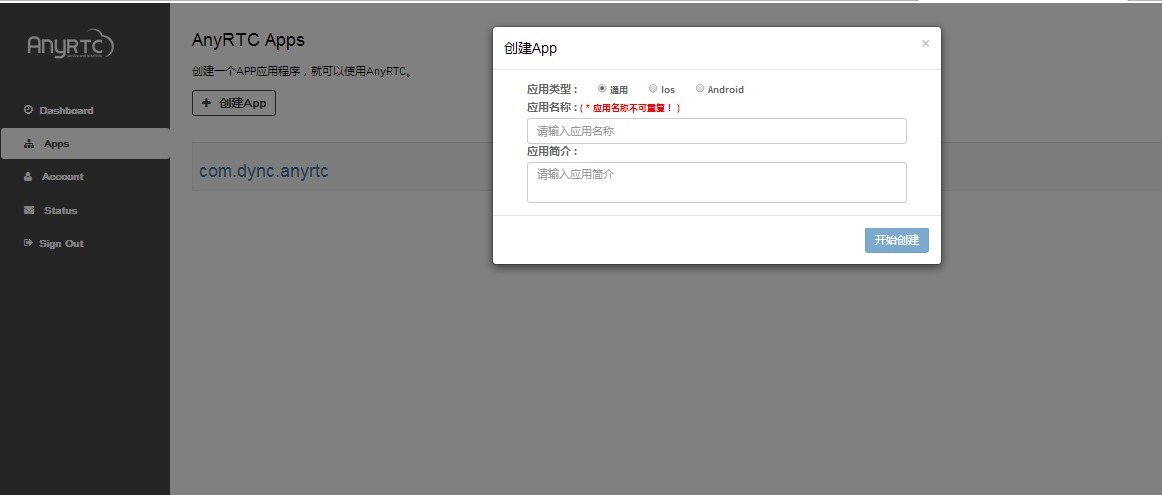 AnyRTC
Dashboard
Apps
Account
Status
Sign Out
AnyRTC Apps
创建一个APP应用程序，就可以使用AnyRTC。
+ 创建App
com.dync.anyrtc
创建App
×
应用类型： 通用 Ios Android
应用名称：( * 应用名称不可重复！ )
请输入应用名称
应用简介：
请输入应用简介
开始创建